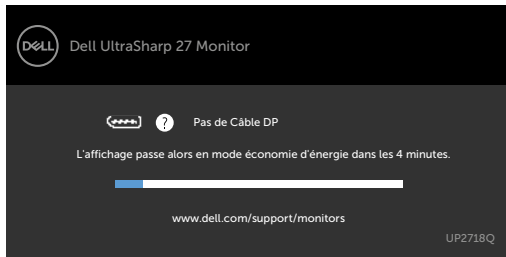 DELL
Dell UltraSharp 27 Monitor
Pas de Câble DP
L'affichage passe alors en mode économie d'énergie dans les 4 minutes.
www.dell.com/support/monitors
UP2718Q